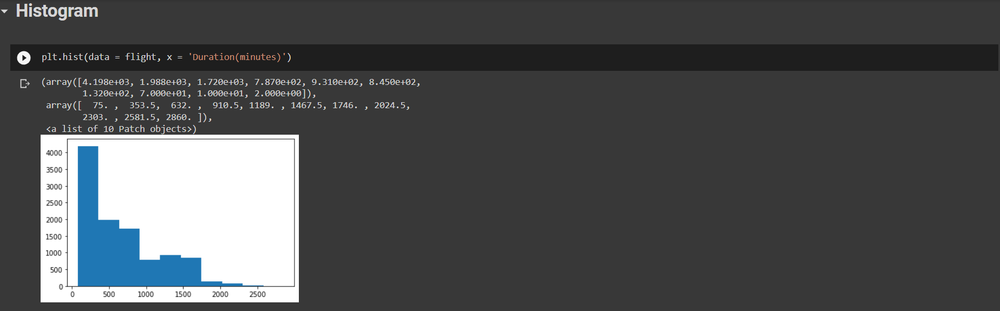 Histogram
plt.hist(data = flight, x = 'Duration(minutes)')
(array([4.198e+03, 1.988e+03, 1.720e+03, 7.870e+02, 9.310e+02, 8.450e+02,
1.320e+02, 7.000e+01, 1.000e+01, 2.000e+00]),
array([  75. ,  353.5,  632. ,  910.5, 1189. , 1467.5, 1746. , 2024.5,
2303. , 2581.5, 2860. ]),
<a list of 10 Patch objects>)
4000
3500
3000
2500
2000
1500
1000
500
0
0 500 1000 1500 2000 2500